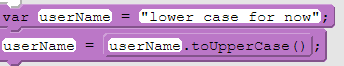 var userName = "lower case for now";
userName = userName.toUpperCase();